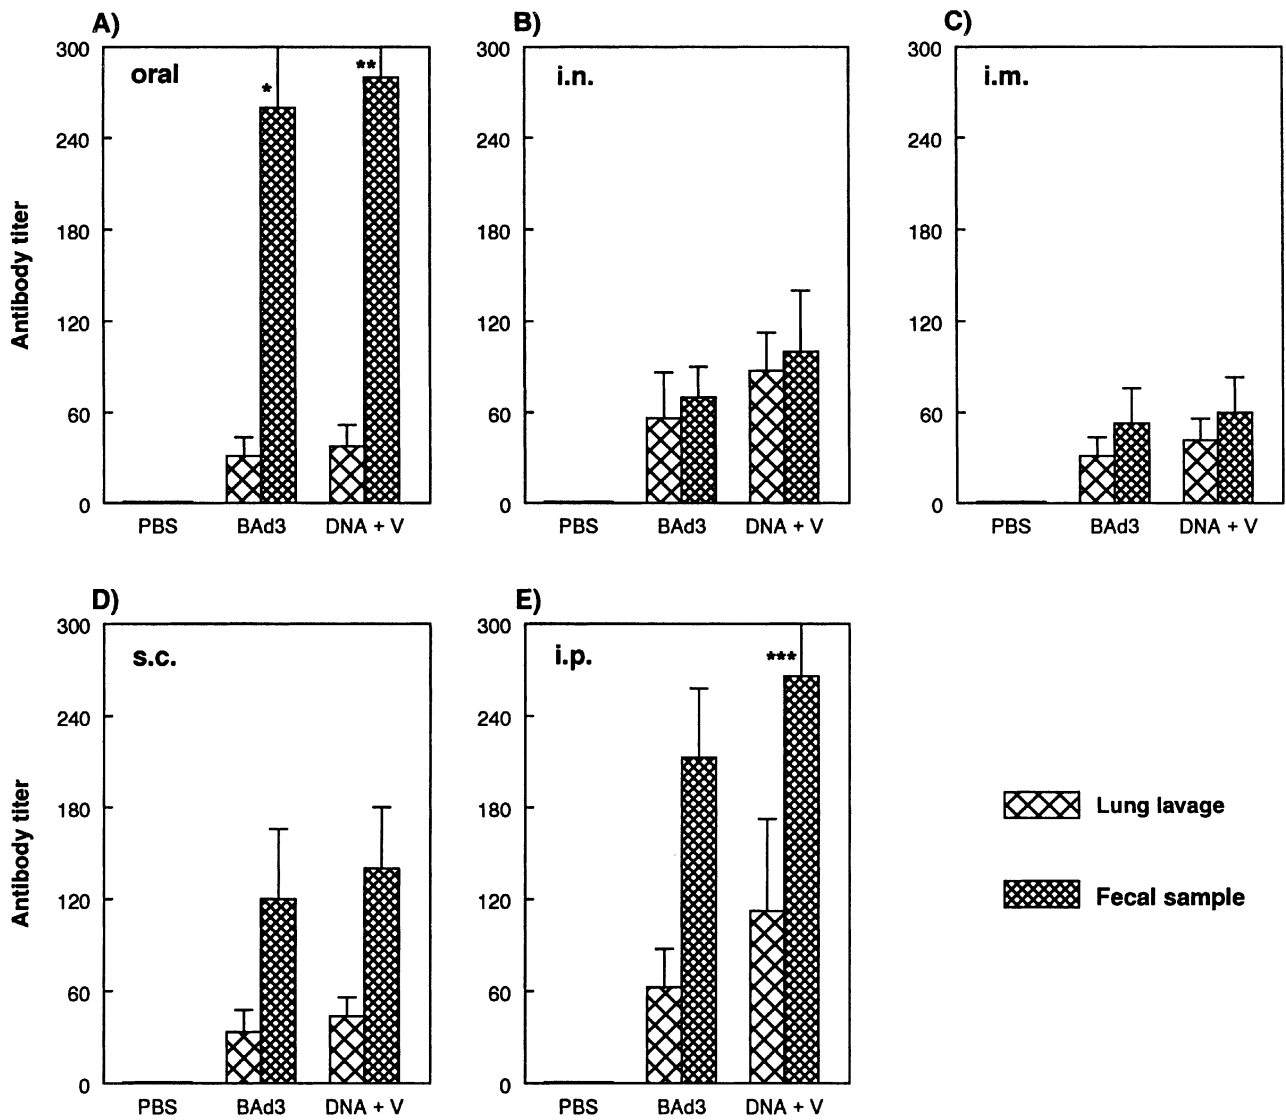 A)
oral
Antibody titer
300
240
180
120
60
0
*
**
PBS BAd3 DNA + V
B)
i.n.
300
240
180
120
60
0
PBS BAd3 DNA + V
C)
i.m.
300
240
180
120
60
0
PBS BAd3 DNA + V
D)
s.c.
Antibody titer
300
240
180
120
60
0
PBS BAd3 DNA + V
E)
i.p.
300
240
180
120
60
0
***
PBS BAd3 DNA + V
Lung lavage
Fecal sample